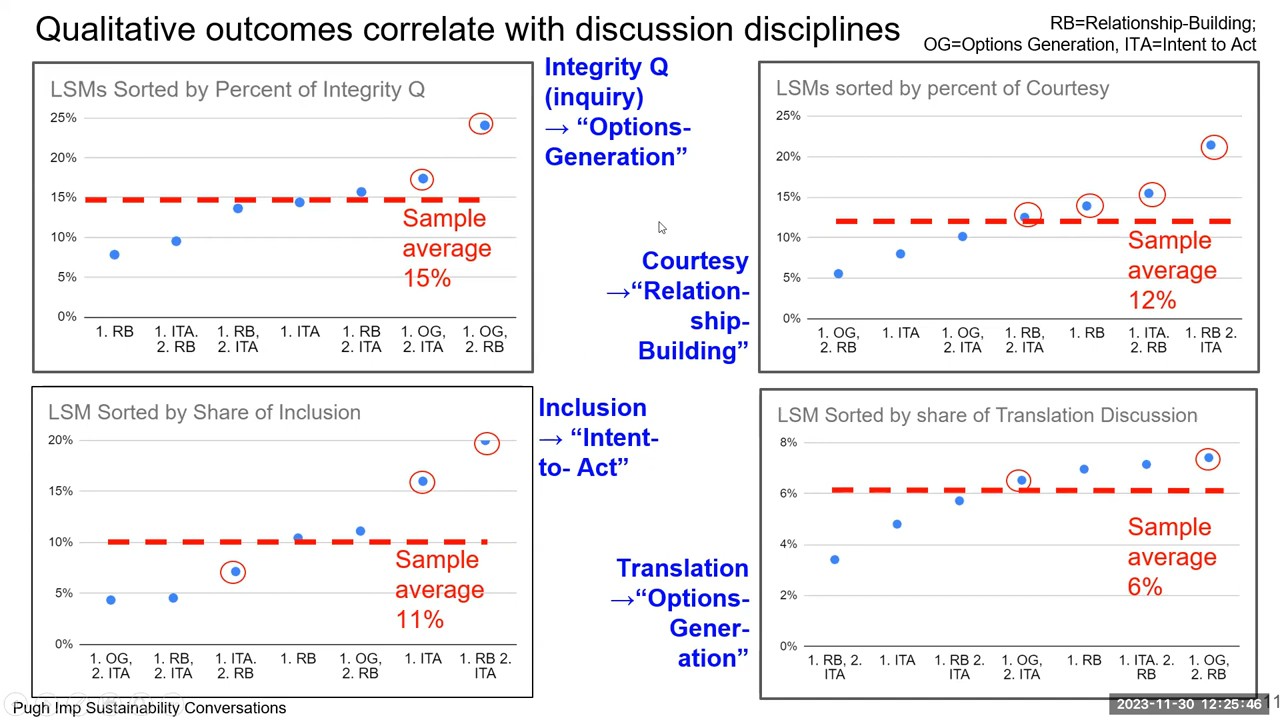 Qualitative outcomes correlate with discussion disciplines
RB=Relationship-Building;
OG=Options Generation, ITA=Intent to Act
LSMs Sorted by Percent of Integrity Q
25%
20%
15%
10%
5%
0%
Sample
average
15%
1. RB
1. ITA.
2. RB
1. RB,
2. ITA
1. ITA
1. RB
2. ITA
1. OG,
2. ITA
1. OG,
2. RB
Integrity Q
(inquiry)
→ “Options-
Generation”
LSMs sorted by percent of Courtesy
25%
20%
15%
10%
5%
0%
Sample
average
12%
1. OG,
2. RB
1. ITA
1. OG,
2. ITA
1. RB,
2. ITA
1. RB
1. ITA.
2. RB
1. RB 2.
ITA
Courtesy
→“Relation-
ship-
Building”
LSM Sorted by Share of Inclusion
20%
15%
10%
5%
0%
Sample
average
11%
1. OG,
2. ITA
1. RB,
2. ITA
1. ITA.
2. RB
1. RB
1. OG,
2. RB
1. ITA
1. RB 2.
ITA
Inclusion
→ “Intent-
to- Act”
LSM Sorted by share of Translation Discussion
8%
6%
4%
2%
0%
Sample
average
6%
1. RB, 2.
ITA
1. ITA
1. RB 2.
ITA
1. OG,
2. ITA
1. RB
1. ITA. 2.
RB
1. OG,
2. RB
Translation
→“Options-
Gener-
ation”
Pugh Imp Sustainability Conversations
2023-11-30 12:25:46
11